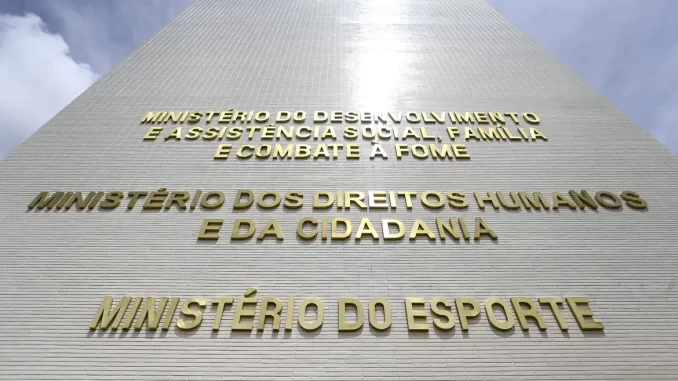 MINISTÉRIO DO DESENVOLVIMENTO
E ASSISTÊNCIA SOCIAL, FAMÍLIA
E COMBATE À FOME
MINISTÉRIO DOS DIREITOS HUMANOS
E DA CIDADANIA
MINISTÉRIO DO ESPORTE